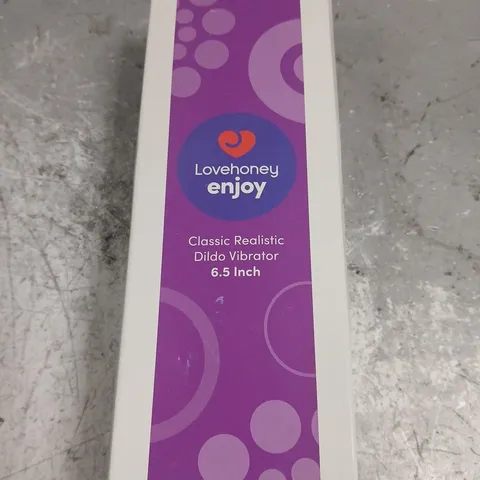 Lovehoney
enjoy
Classic Realistic
Dildo Vibrator
6.5 Inch